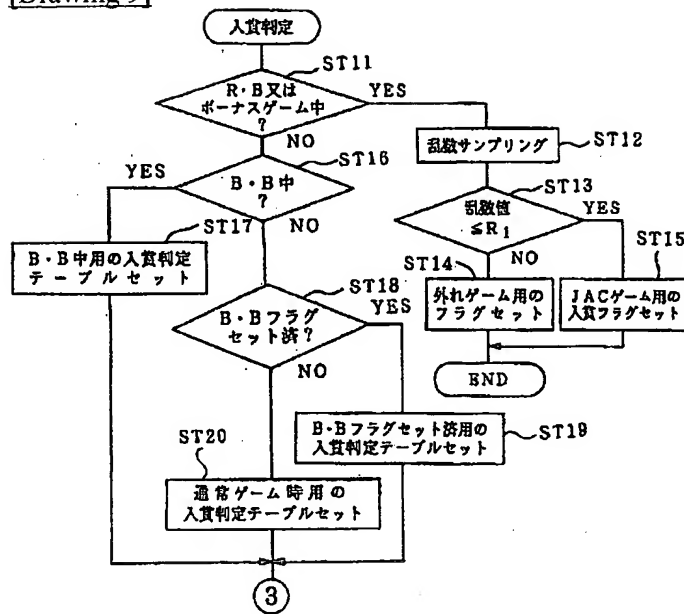 [Drawing 9]
入賞判定
ST11
R・B又は
ボーナスゲーム中
?
YES
NO
乱数サンプリング
ST12
ST16
YES
B・B中
?
NO
ST13
乱数値
≦R1
YES
NO
ST17
B・B中用の入賞判定
テーブルセット
ST14
外れゲーム用の
フラグセット
ST15
JACゲーム用の
入賞フラグセット
END
ST18
B・Bフラグ
セット済?
YES
NO
B・Bフラグセット済用の
入賞判定テーブルセット
ST19
ST20
通常ゲーム時用の
入賞判定テーブルセット
3